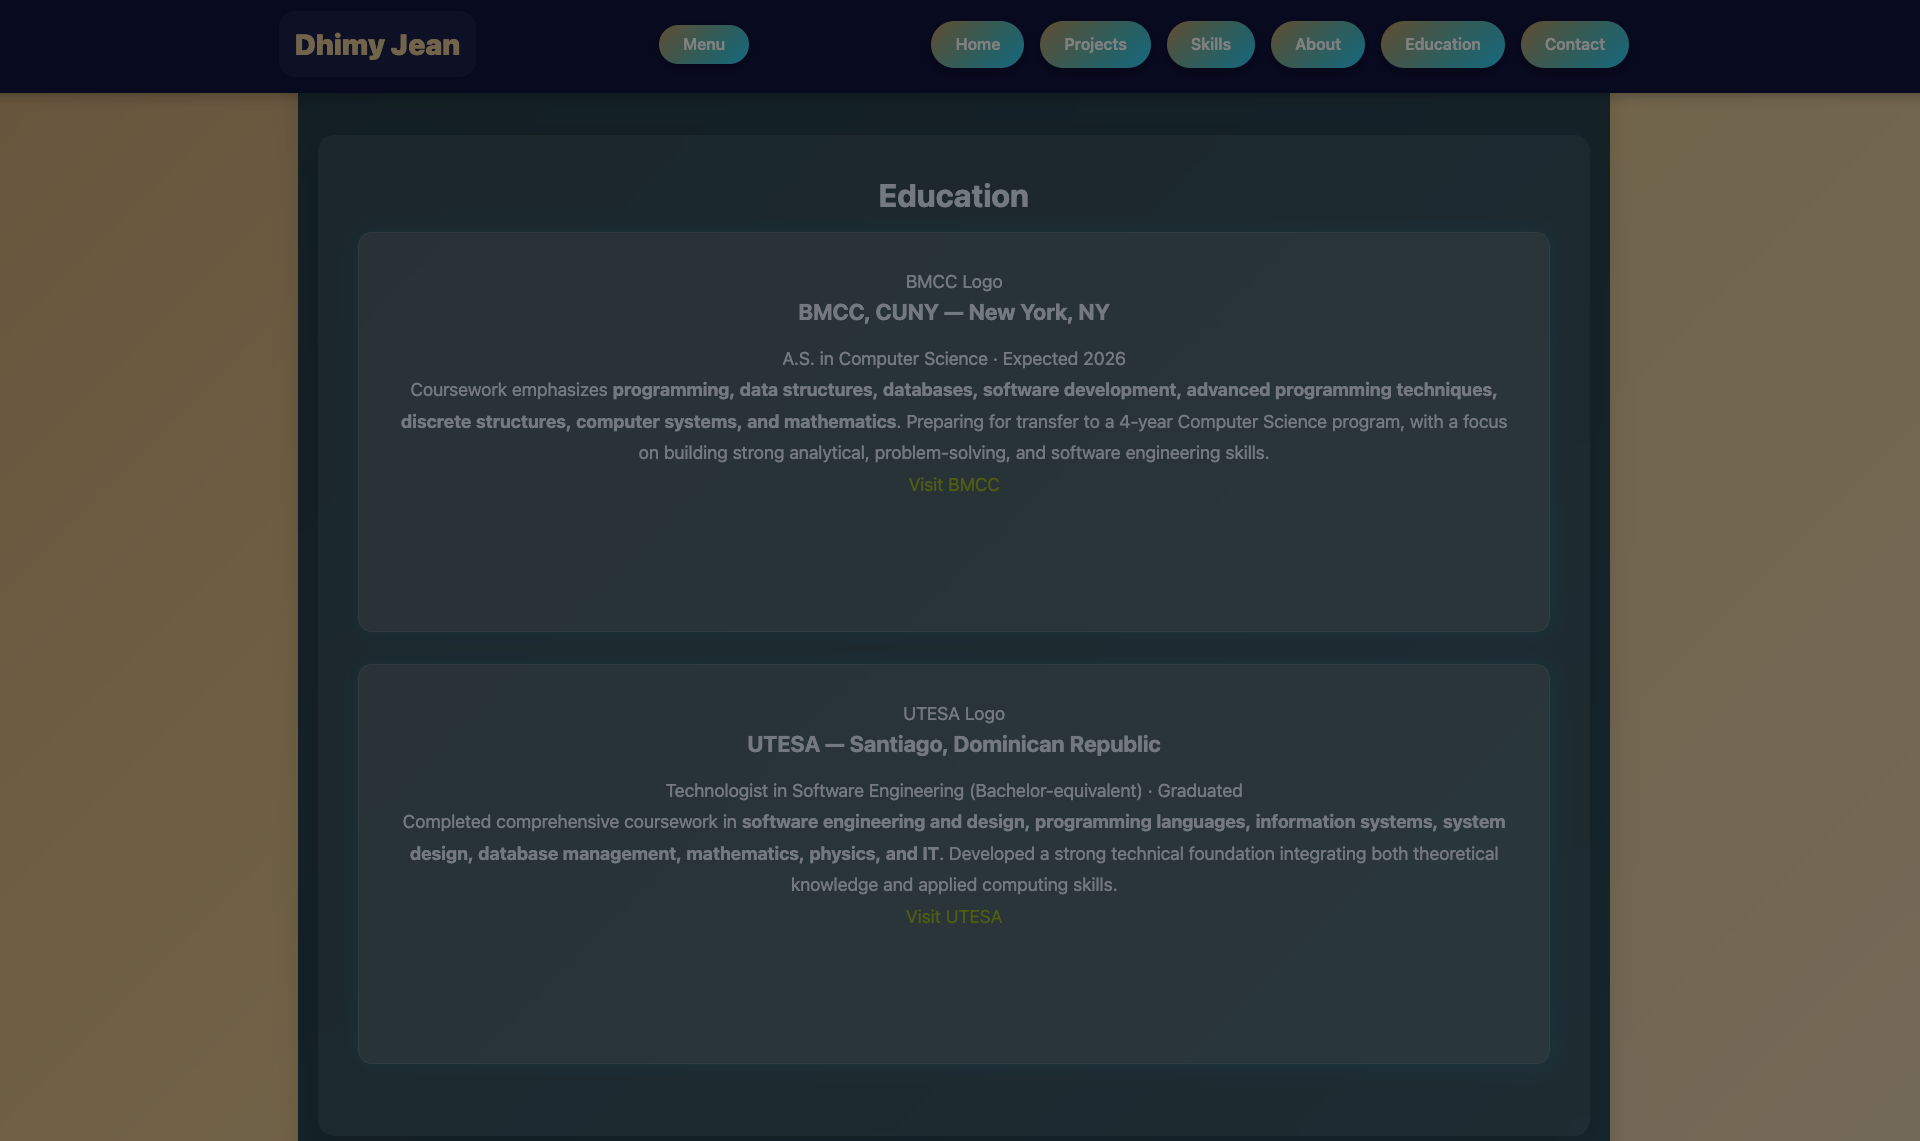 Dhimy Jean
Menu
Home
Projects
Skills
About
Education
Contact
Education
BMCC Logo
BMCC, CUNY — New York, NY
A.S. in Computer Science · Expected 2026
Coursework emphasizes programming, data structures, databases, software development, advanced programming techniques,
discrete structures, computer systems, and mathematics. Preparing for transfer to a 4-year Computer Science program, with a focus
on building strong analytical, problem-solving, and software engineering skills.
Visit BMCC
UTESA Logo
UTESA — Santiago, Dominican Republic
Technologist in Software Engineering (Bachelor-equivalent) · Graduated
Completed comprehensive coursework in software engineering and design, programming languages, information systems, system
design, database management, mathematics, physics, and IT. Developed a strong technical foundation integrating both theoretical
knowledge and applied computing skills.
Visit UTESA